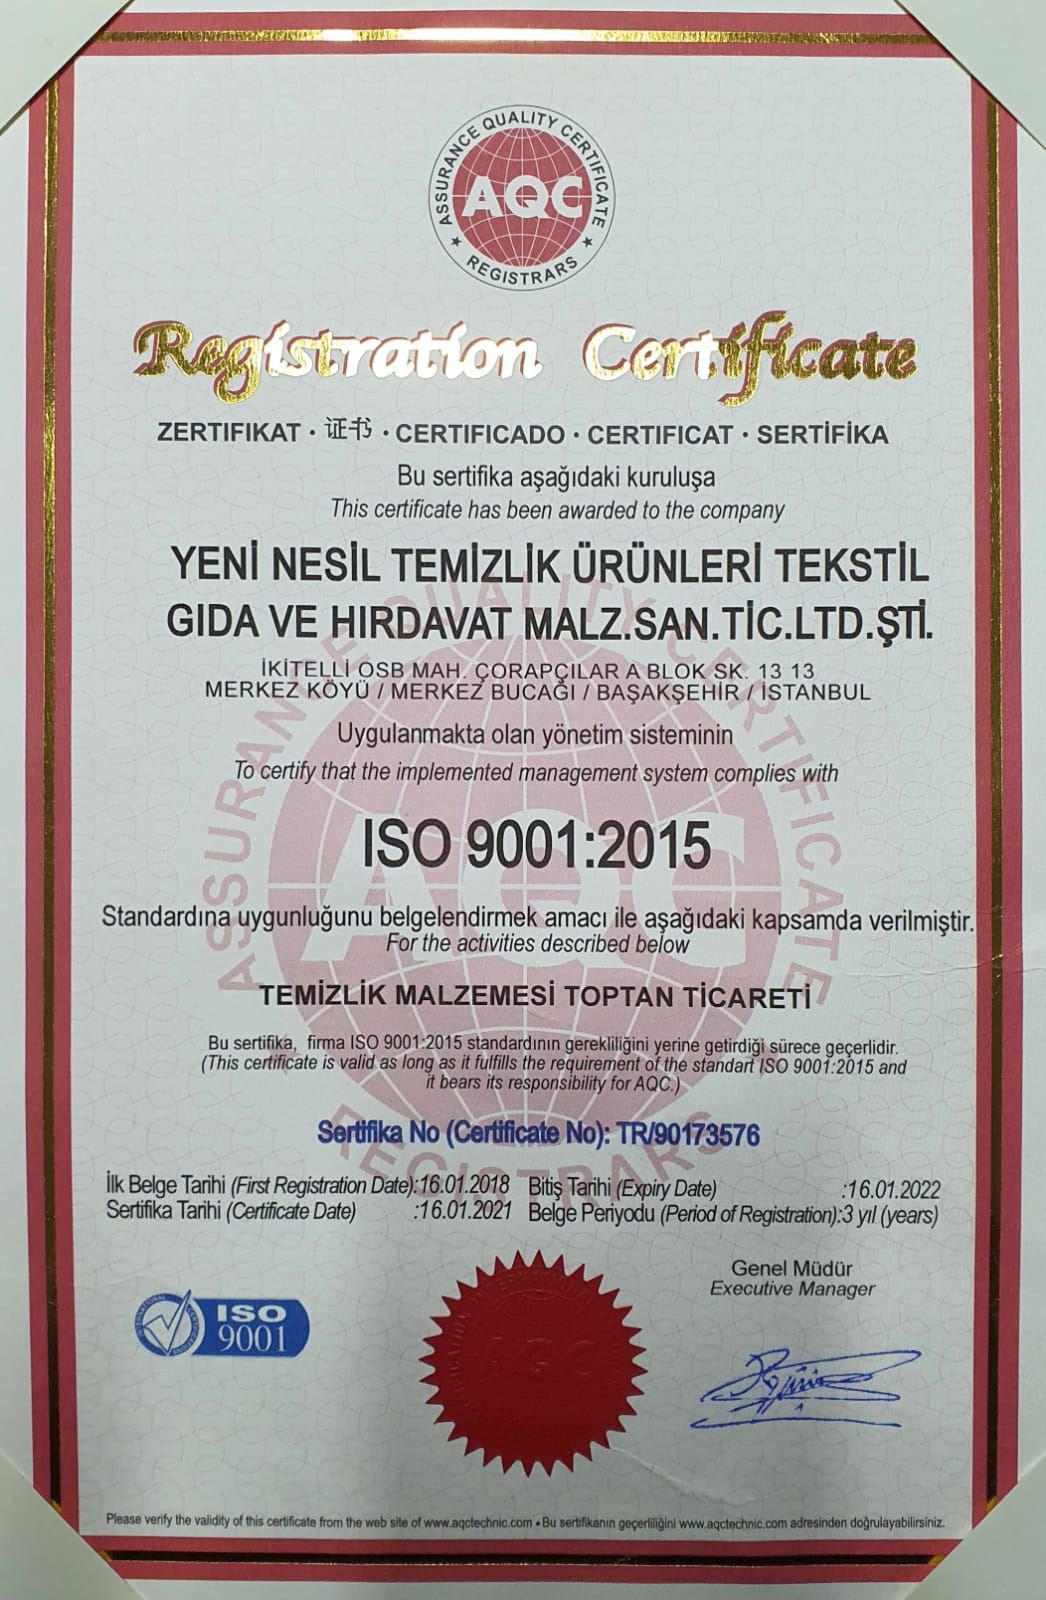 ASSURANCE QUALITY CERTIFICATE
AQC
★ REGISTRARS ★
Registration Certificate
ZERTIFIKAT · 证书 · CERTIFICADO · CERTIFICAT · SERTİFİKA
Bu sertifika aşağıdaki kuruluşa
This certificate has been awarded to the company
YENİ NESİL TEMİZLİK ÜRÜNLERİ TEKSTİL
GIDA VE HIRDAVAT MALZ.SAN.TİC.LTD.ŞTİ.
İKİTELLİ OSB MAH. ÇORAPÇILAR A BLOK SK. 13 13
MERKEZ KÖYÜ / MERKEZ BUCAĞI / BAŞAKŞEHİR / İSTANBUL
Uygulanmakta olan yönetim sisteminin
To certify that the implemented management system complies with
ISO 9001:2015
Standardına uygunluğunu belgelendirmek amacı ile aşağıdaki kapsamda verilmiştir.
For the activities described below
TEMİZLİK MALZEMESİ TOPTAN TİCARETİ
Bu sertifika, firma ISO 9001:2015 standardının gerekliliğini yerine getirdiği sürece geçerlidir.
(This certificate is valid as long as it fulfills the requirement of the standart ISO 9001:2015 and
it bears its responsibility for AQC.)
Sertifika No (Certificate No): TR/90173576
İlk Belge Tarihi (First Registration Date):16.01.2018 Bitiş Tarihi (Expiry Date) :16.01.2022
Sertifika Tarihi (Certificate Date) :16.01.2021 Belge Periyodu (Period of Registration):3 yıl (years)
Genel Müdür
Executive Manager
ISO
9001
ASSURANCE QUALITY CERTIFICATE
AQC
REGISTRARS
Please verify the validity of this certificate from the web site of www.aqctechnic.com • Bu sertifikanın geçerliliğini www.aqctechnic.com adresinden doğrulayabilirsiniz.